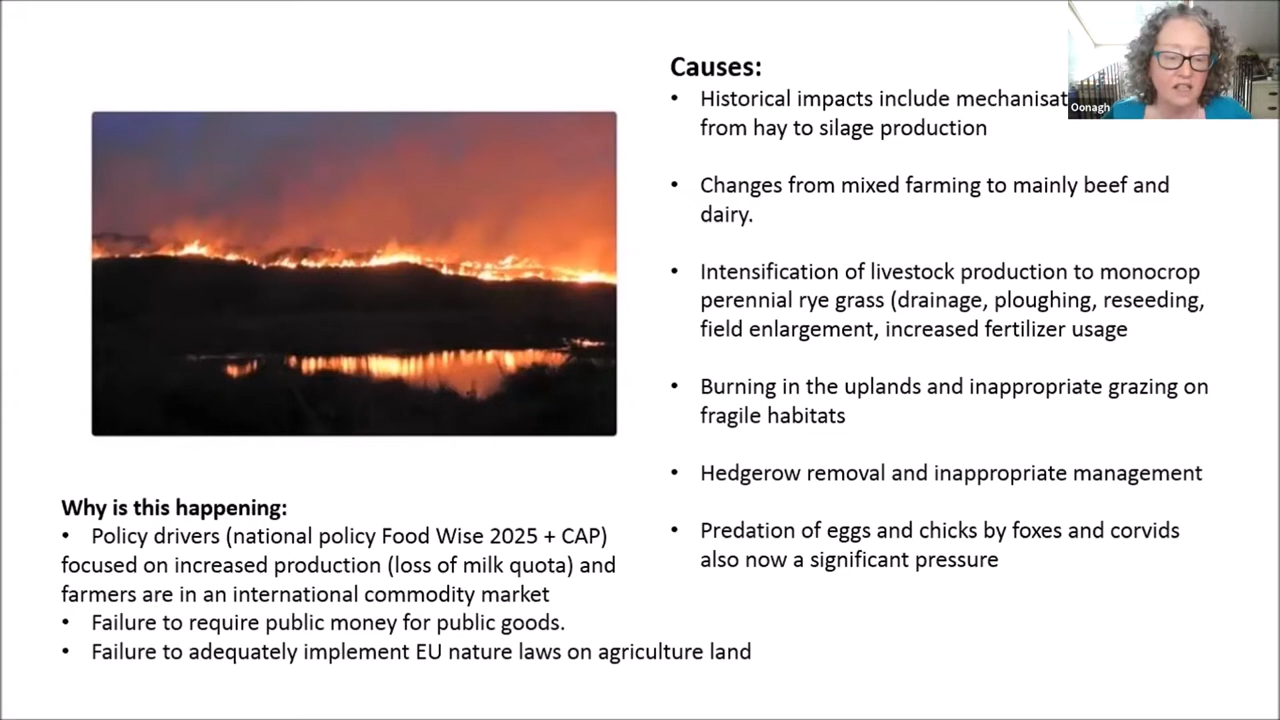 Causes:
• Historical impacts include mechanisat
from hay to silage production
• Changes from mixed farming to mainly beef and
dairy.
• Intensification of livestock production to monocrop
perennial rye grass (drainage, ploughing, reseeding,
field enlargement, increased fertilizer usage
• Burning in the uplands and inappropriate grazing on
fragile habitats
• Hedgerow removal and inappropriate management
• Predation of eggs and chicks by foxes and corvids
also now a significant pressure
Why is this happening:
• Policy drivers (national policy Food Wise 2025 + CAP)
focused on increased production (loss of milk quota) and
farmers are in an international commodity market
• Failure to require public money for public goods.
• Failure to adequately implement EU nature laws on agriculture land
Oonagh